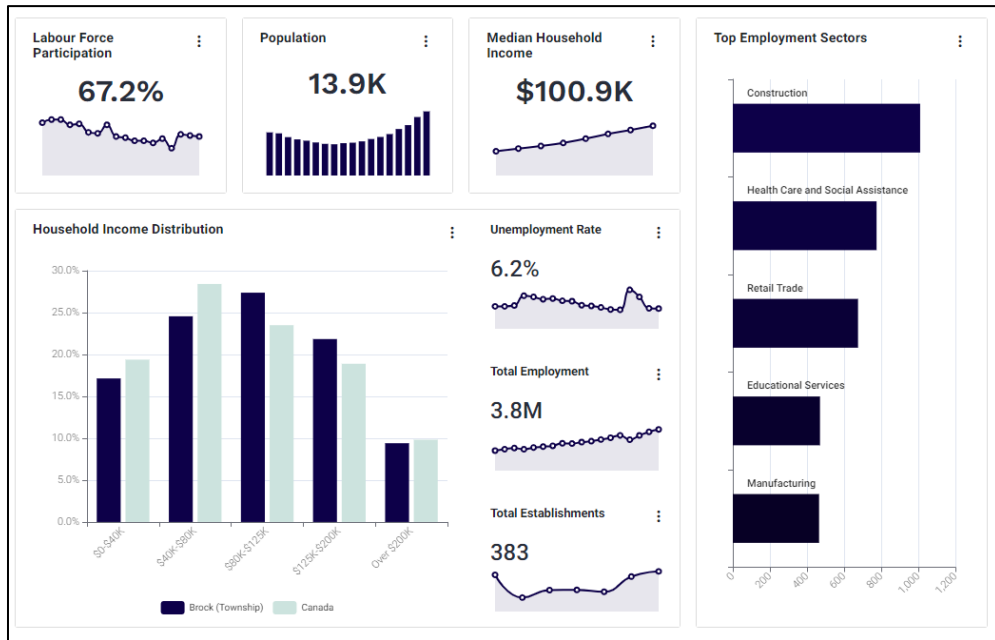 Labour Force
Participation
67.2%
Population
13.9K
Median Household
Income
$100.9K
Top Employment Sectors
Construction
Health Care and Social Assistance
Retail Trade
Educational Services
Manufacturing
0
200
400
600
800
1,000
1,200
Household Income Distribution
30.0%
25.0%
20.0%
15.0%
10.0%
5.0%
0.0%
$0-$40K
$40K-$80K
$80K-$125K
$125K-$200K
Over $200K
Brock (Township)
Canada
Unemployment Rate
6.2%
Total Employment
3.8M
Total Establishments
383